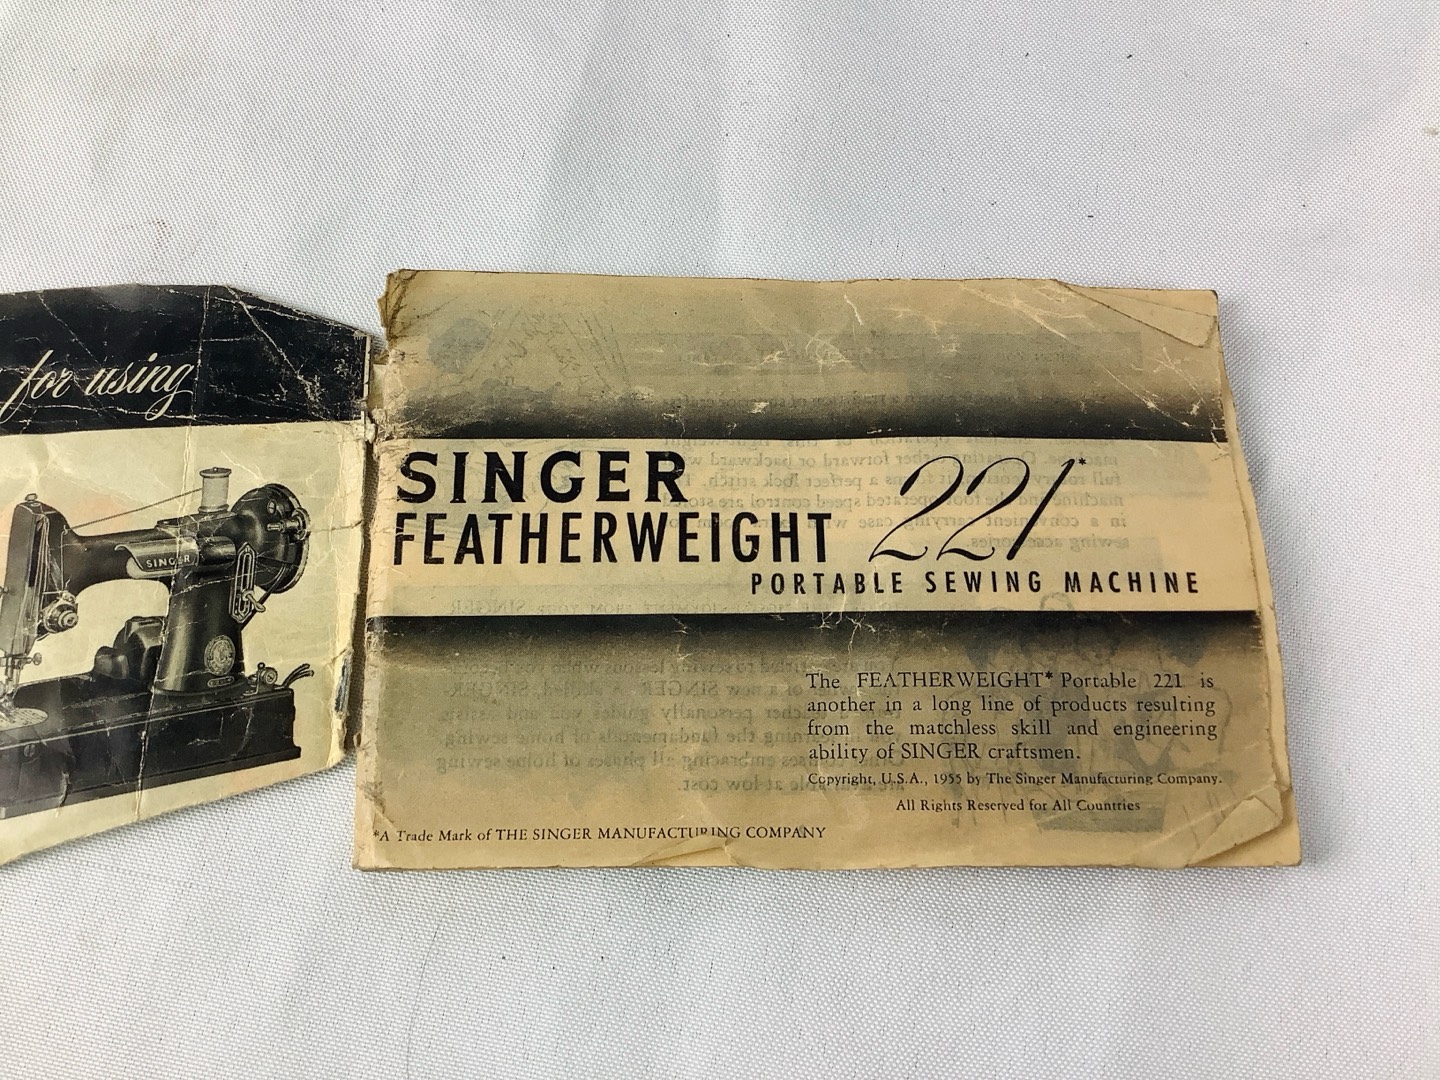 for using
SINGER
SINGER
FEATHERWEIGHT 221*
PORTABLE SEWING MACHINE
The FEATHERWEIGHT* Portable 221 is
another in a long line of products resulting
from the matchless skill and engineering
ability of SINGER craftsmen.
Copyright, U.S.A., 1955 by The Singer Manufacturing Company.
All Rights Reserved for All Countries
*A Trade Mark of THE SINGER MANUFACTURING COMPANY